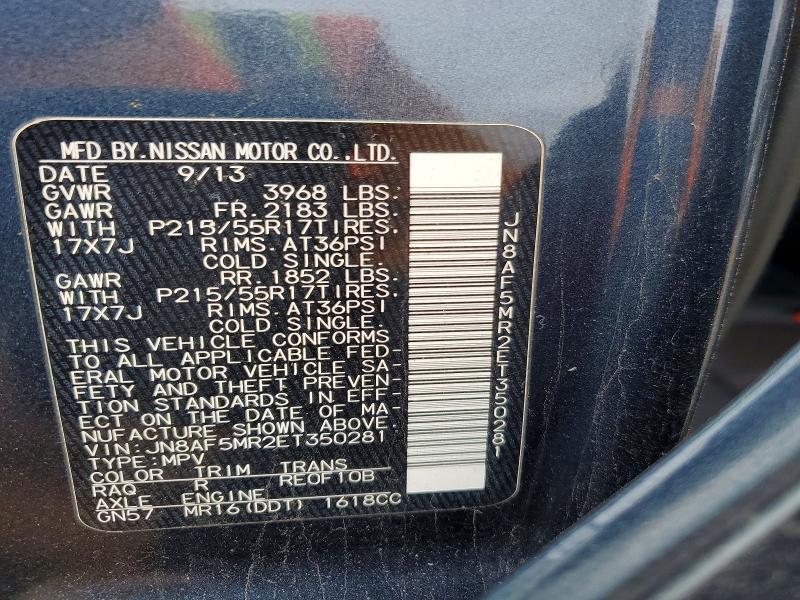 MFD BY.NISSAN MOTOR CO.,LTD.
DATE 9/13
GVWR 3968 LBS.
GAWR FR.2183 LBS.
WITH P215/55R17TIRES.
17X7J RIMS.AT36PSI
COLD SINGLE.
GAWR RR.1852 LBS.
WITH P215/55R17TIRES.
17X7J RIMS.AT36PSI
COLD SINGLE.
THIS VEHICLE CONFORMS
TO ALL APPLICABLE FED-
ERAL MOTOR VEHICLE SA-
FETY AND THEFT PREVEN-
TION STANDARDS IN EFF-
ECT ON THE DATE OF MA-
NUFACTURE SHOWN ABOVE.
VIN:JN8AF5MR2ET350281
TYPE:MPV
COLOR TRIM TRANS
RAQ R RE0F10B
AXLE ENGINE
GN57 MR16(DDT) 1618CC
JN8AF5MR2ET350281